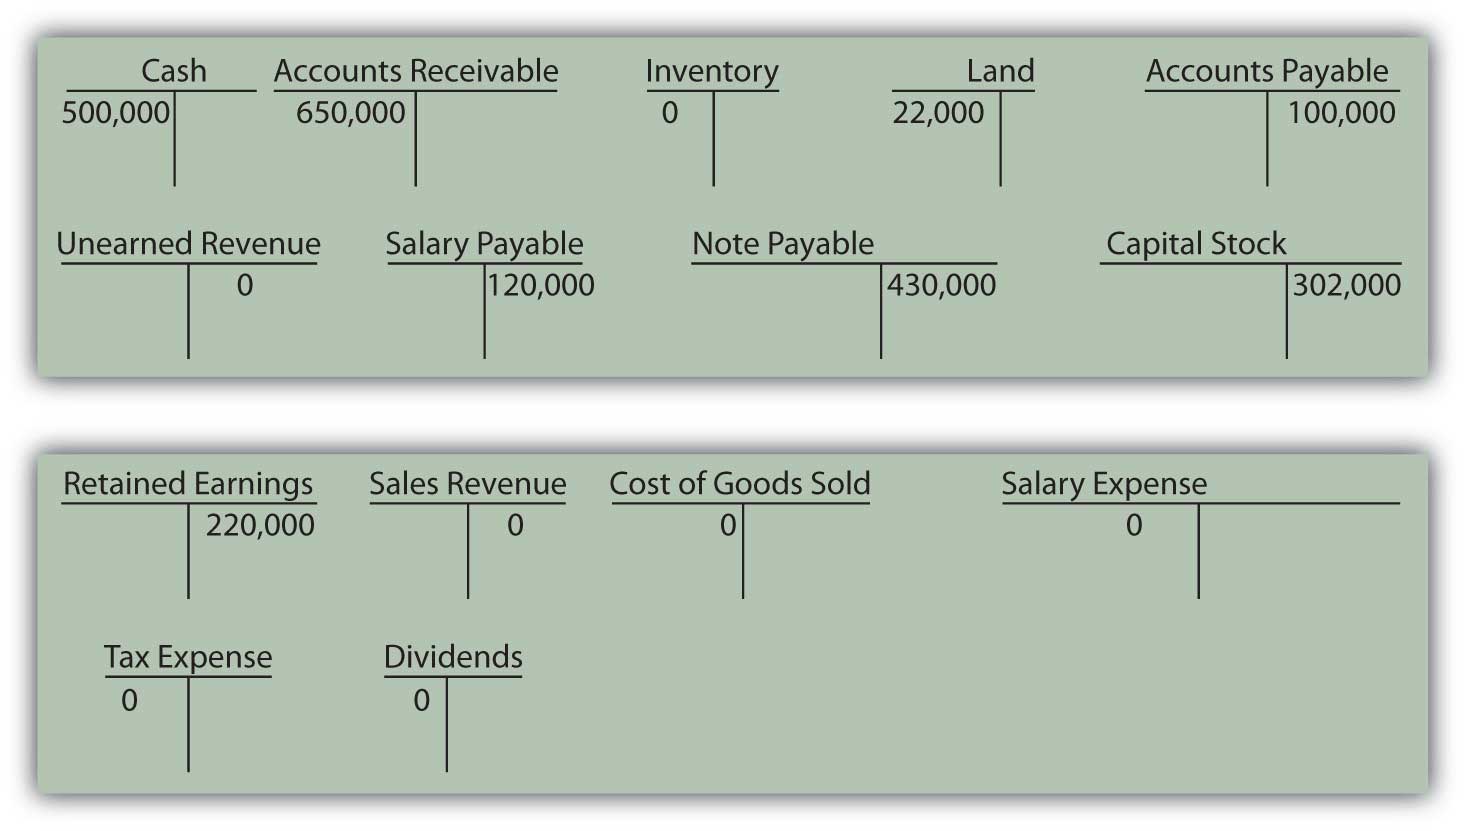 Cash Accounts Receivable Inventory Land Accounts Payable
500,000 650,000 0 22,000 100,000
Unearned Revenue Salary Payable Note Payable Capital Stock
0 120,000 430,000 302,000
Retained Earnings Sales Revenue Cost of Goods Sold Salary Expense
220,000 0 0 0
Tax Expense Dividends
0 0